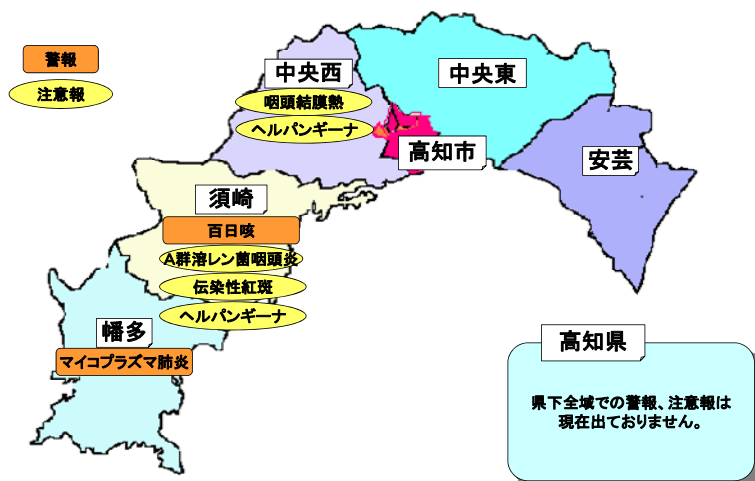 警報
注意報
中央西
咽頭結膜熱
ヘルパンギーナ
中央東
高知市
安芸
須崎
百日咳
A群溶レン菌咽頭炎
伝染性紅斑
ヘルパンギーナ
幡多
マイコプラズマ肺炎
高知県
県下全域での警報、注意報は
現在出ておりません。